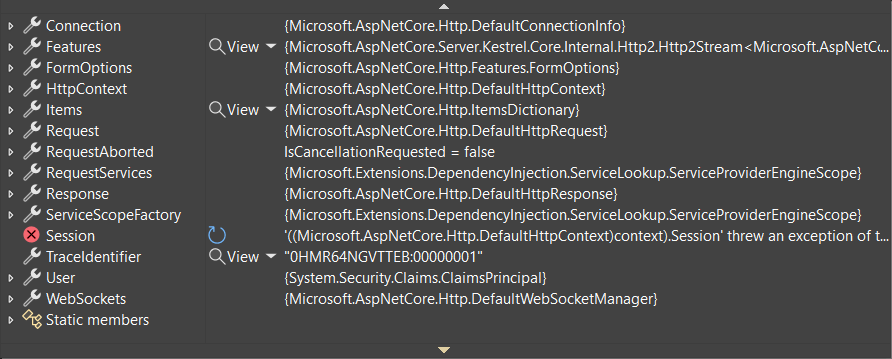 Connection {Microsoft.AspNetCore.Http.DefaultConnectionInfo}
Features View {Microsoft.AspNetCore.Server.Kestrel.Core.Internal.Http2.Http2Stream<Microsoft.AspNetCo...
FormOptions {Microsoft.AspNetCore.Http.Features.FormOptions}
HttpContext {Microsoft.AspNetCore.Http.DefaultHttpContext}
Items View {Microsoft.AspNetCore.Http.ItemsDictionary}
Request {Microsoft.AspNetCore.Http.DefaultHttpRequest}
RequestAborted IsCancellationRequested = false
RequestServices {Microsoft.Extensions.DependencyInjection.ServiceLookup.ServiceProviderEngineScope}
Response {Microsoft.AspNetCore.Http.DefaultHttpResponse}
ServiceScopeFactory {Microsoft.Extensions.DependencyInjection.ServiceLookup.ServiceProviderEngineScope}
Session '((Microsoft.AspNetCore.Http.DefaultHttpContext)context).Session' threw an exception of t...
TraceIdentifier View "0HMR64NGVTTEB:00000001"
User {System.Security.Claims.ClaimsPrincipal}
WebSockets {Microsoft.AspNetCore.Http.DefaultWebSocketManager}
Static members